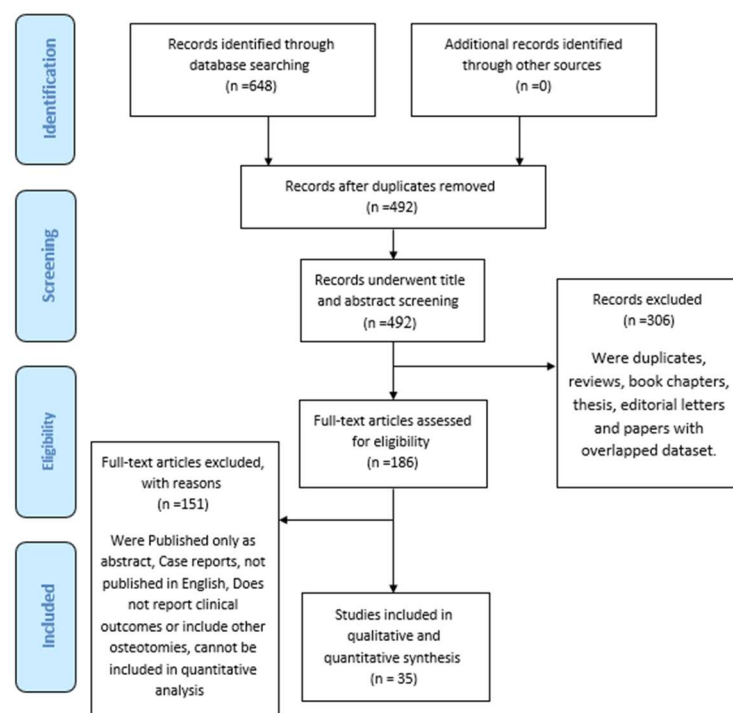 Identification
Records identified through
database searching
(n =648)
Additional records identified
through other sources
(n =0)
Records after duplicates removed
(n =492)
Screening
Records underwent title
and abstract screening
(n =492)
Records excluded
(n =306)
Were duplicates,
reviews, book chapters,
thesis, editorial letters
and papers with
overlapped dataset.
Eligibility
Full-text articles assessed
for eligibility
(n =186)
Full-text articles excluded,
with reasons
(n =151)
Were Published only as
abstract, Case reports, not
published in English, Does
not report clinical
outcomes or include other
osteotomies, cannot be
included in quantitative
analysis
Included
Studies included in
qualitative and
quantitative synthesis
(n = 35)